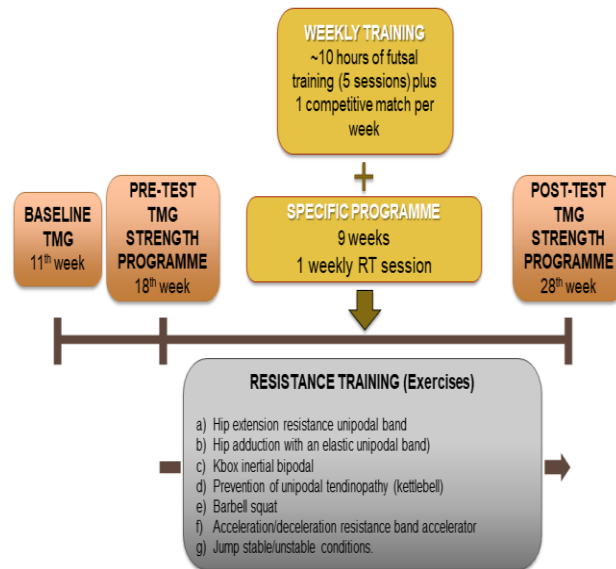 WEEKLY TRAINING
~10 hours of futsal
training (5 sessions) plus
1 competitive match per
week
+
BASELINE
TMG
11th week
PRE-TEST
TMG
STRENGTH
PROGRAMME
18th week
SPECIFIC PROGRAMME
9 weeks
1 weekly RT session
POST-TEST
TMG
STRENGTH
PROGRAMME
28th week
RESISTANCE TRAINING (Exercises)
a) Hip extension resistance unipodal band
b) Hip adduction with an elastic unipodal band)
c) Kbox inertial bipodal
d) Prevention of unipodal tendinopathy (kettlebell)
e) Barbell squat
f) Acceleration/deceleration resistance band accelerator
g) Jump stable/unstable conditions.